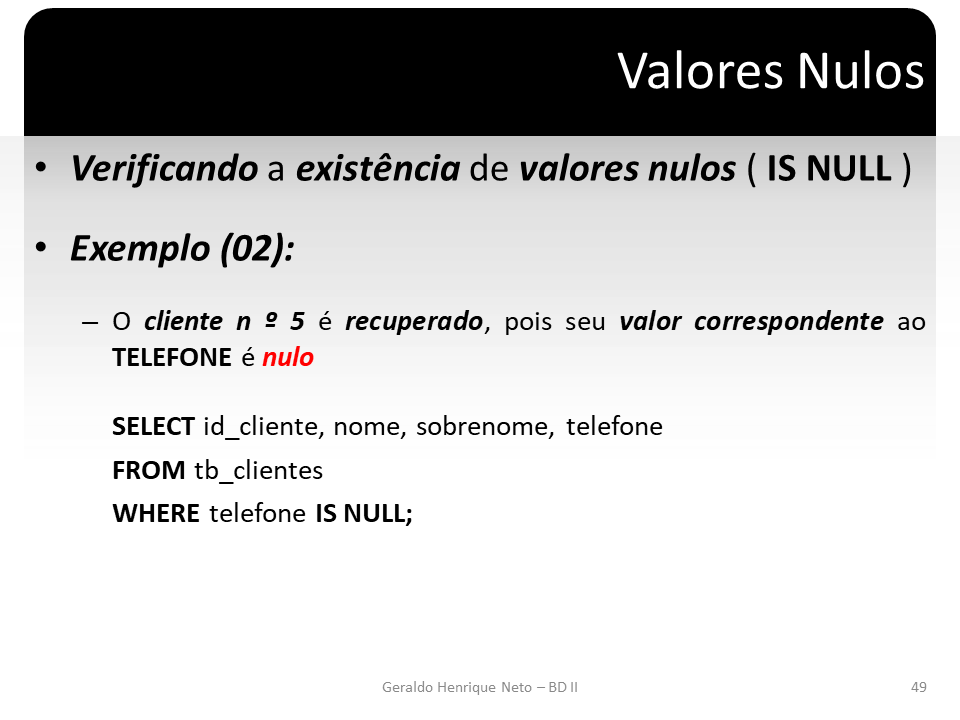 Valores Nulos
• Verificando a existência de valores nulos ( IS NULL )
• Exemplo (02):
– O cliente n º 5 é recuperado, pois seu valor correspondente ao
TELEFONE é nulo
SELECT id_cliente, nome, sobrenome, telefone
FROM tb_clientes
WHERE telefone IS NULL;
Geraldo Henrique Neto – BD II
49